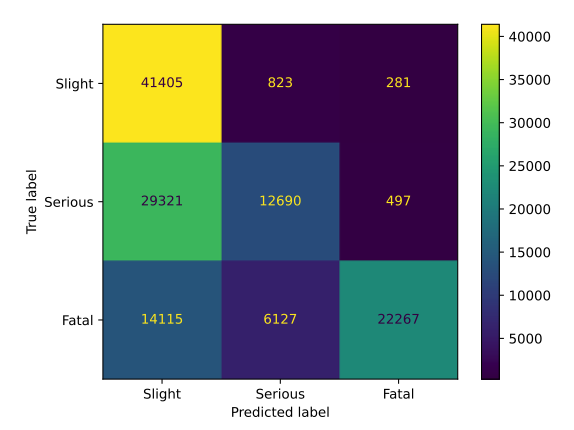 Slight 41405 823 281
Serious 29321 12690 497
Fatal 14115 6127 22267
Slight Serious Fatal
Predicted label
True label
40000
35000
30000
25000
20000
15000
10000
5000